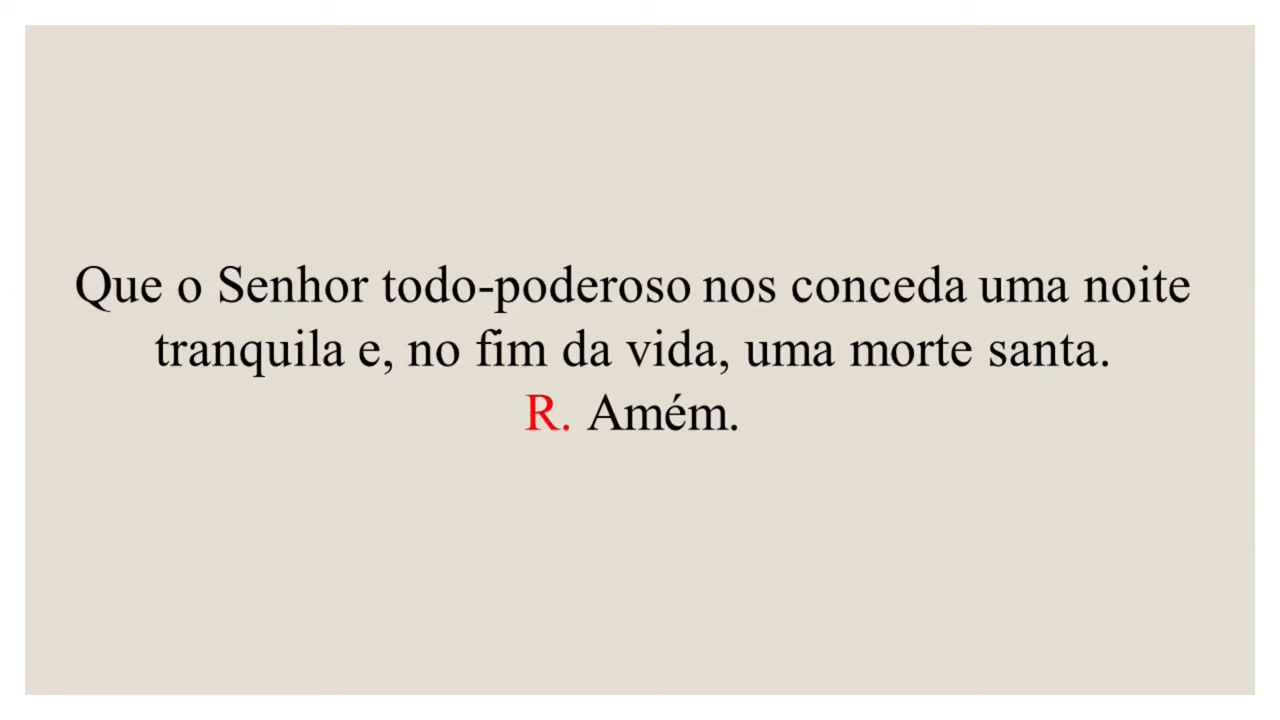 Que o Senhor todo-poderoso nos conceda uma noite
tranquila e, no fim da vida, uma morte santa.
R. Amém.